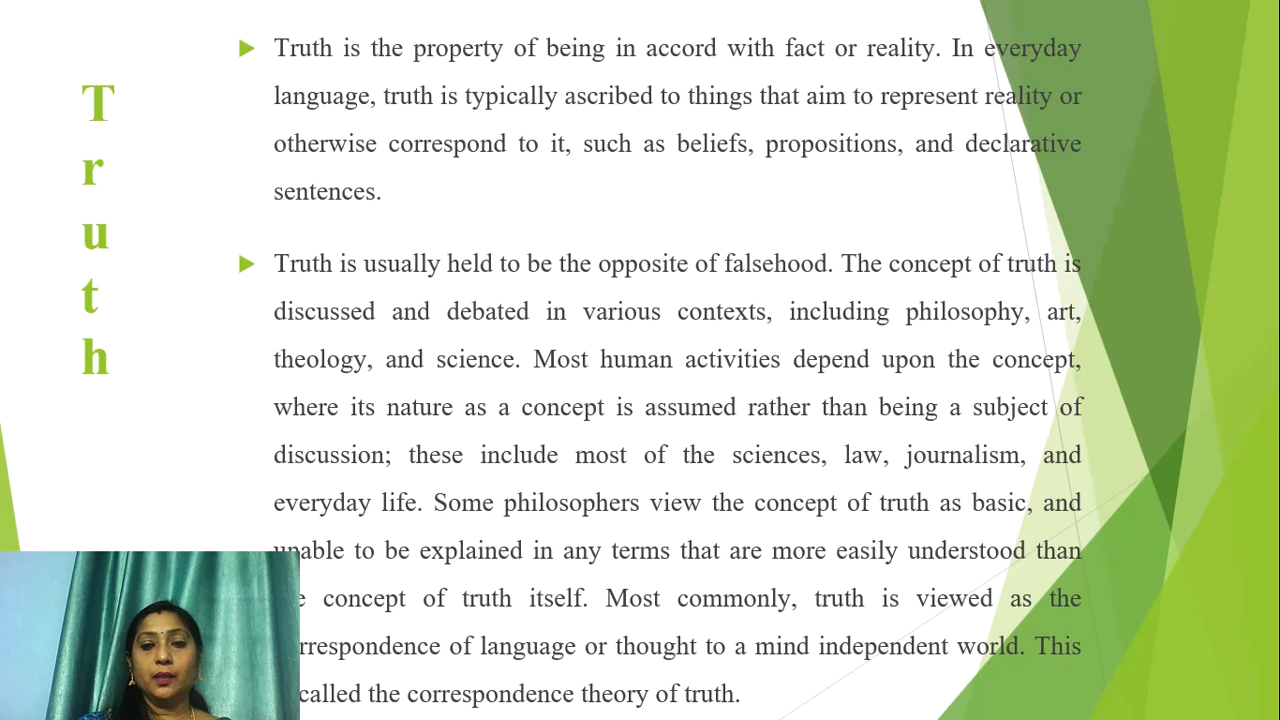 Truth
Truth is the property of being in accord with fact or reality. In everyday
language, truth is typically ascribed to things that aim to represent reality or
otherwise correspond to it, such as beliefs, propositions, and declarative
sentences.
Truth is usually held to be the opposite of falsehood. The concept of truth is
discussed and debated in various contexts, including philosophy, art,
theology, and science. Most human activities depend upon the concept,
where its nature as a concept is assumed rather than being a subject of
discussion; these include most of the sciences, law, journalism, and
everyday life. Some philosophers view the concept of truth as basic, and
unable to be explained in any terms that are more easily understood than
concept of truth itself. Most commonly, truth is viewed as the
of language or thought to a mind independent world. This
called the correspondence theory of truth.